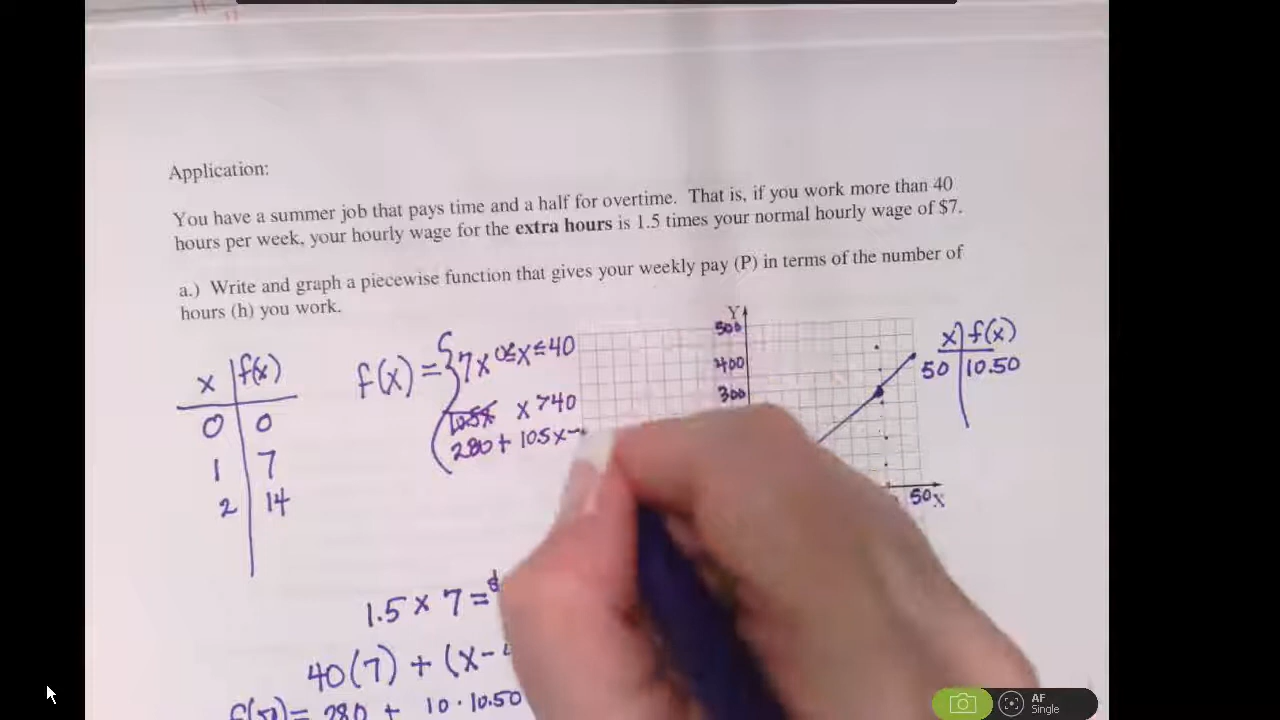 Application:
You have a summer job that pays time and a half for overtime. That is, if you work more than 40
hours per week, your hourly wage for the extra hours is 1.5 times your normal hourly wage of $7.
a.) Write and graph a piecewise function that gives your weekly pay (P) in terms of the number of
hours (h) you work.
x f(x)
0 0
1 7
2 14
f(x) = { 7x 0≤x≤40
x >40
280 + 105x -
Y
500
400
300
50 X
x f(x)
50 10.50
1.5 x 7 = $
40(7) + (x-
= 280 + 10 · 10.50
AF
Single